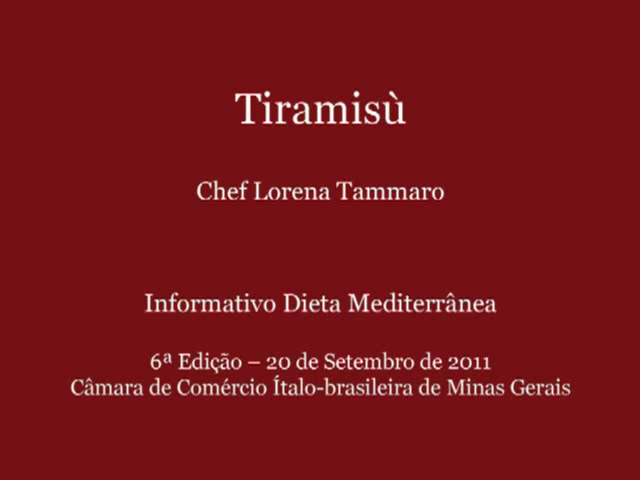 Tiramisù
Chef Lorena Tammaro
Informativo Dieta Mediterrânea
6ª Edição – 20 de Setembro de 2011
Câmara de Comércio Ítalo-brasileira de Minas Gerais